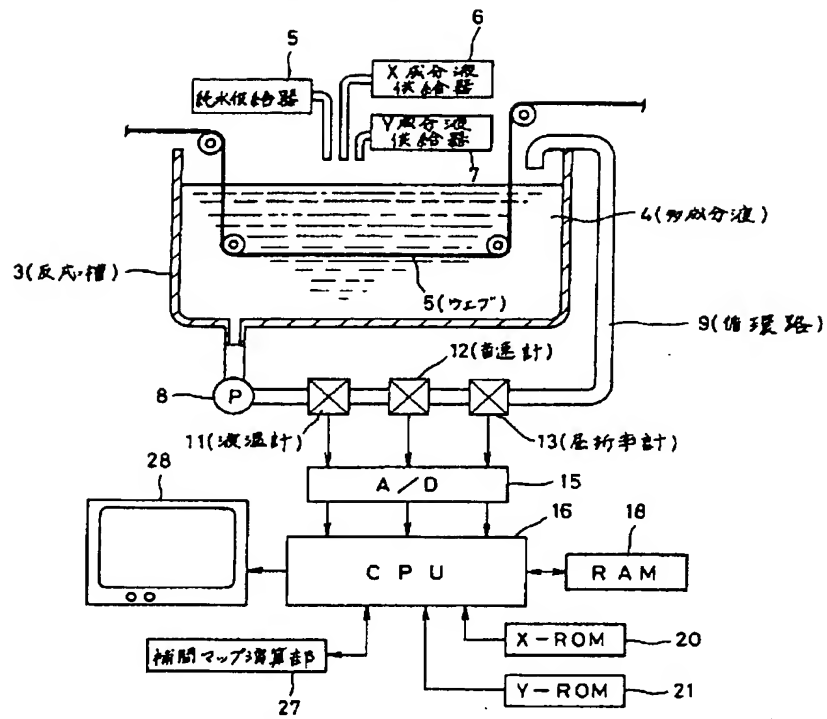 5
純水供給器
6
X成分液
供給器
Y成分液
供給器
7
4(多成分液)
3(反応槽)
5(ウェブ)
9(循環路)
12(音速計)
8
P
11(液温計)
13(屈折率計)
28
A/D
15
16
18
CPU
RAM
X-ROM
20
補間マップ演算部
27
Y-ROM
21